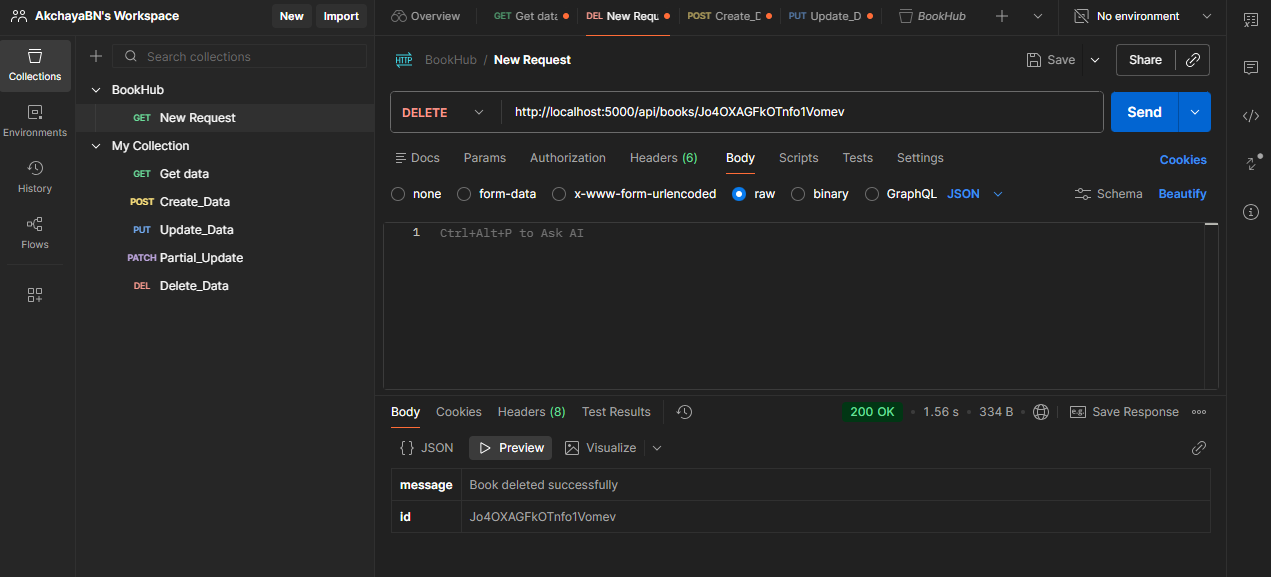 AkchayaBN's Workspace New Import
Overview GET Get data DEL New Requ POST Create_D PUT Update_D BookHub No environment
Collections
Environments
History
Flows
Search collections
BookHub
GET New Request
My Collection
GET Get data
POST Create_Data
PUT Update_Data
PATCH Partial_Update
DEL Delete_Data
HTTP BookHub / New Request Save Share
DELETE http://localhost:5000/api/books/Jo4OXAGFkOTnfo1Vomev Send
Docs Params Authorization Headers (6) Body Scripts Tests Settings Cookies
none form-data x-www-form-urlencoded raw binary GraphQL JSON Schema Beautify
1 Ctrl+Alt+P to Ask AI
Body Cookies Headers (8) Test Results 200 OK • 1.56 s • 334 B • e.g. Save Response
{ } JSON Preview Visualize
message Book deleted successfully
id Jo4OXAGFkOTnfo1Vomev